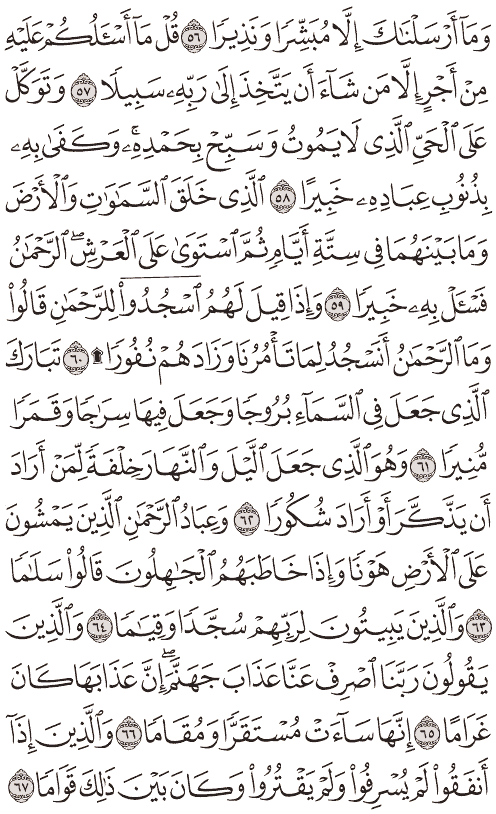 وَمَآ أَرۡسَلۡنَٰكَ إِلَّا مُبَشِّرٗا وَنَذِيرٗا ٥٦ قُلۡ مَآ أَسۡـَٔلُكُمۡ عَلَيۡهِ
مِنۡ أَجۡرٍ إِلَّا مَن شَآءَ أَن يَتَّخِذَ إِلَىٰ رَبِّهِۦ سَبِيلٗا ٥٧ وَتَوَكَّلۡ
عَلَى ٱلۡحَيِّ ٱلَّذِي لَا يَمُوتُ وَسَبِّحۡ بِحَمۡدِهِۦۚ وَكَفَىٰ بِهِۦ
بِذُنُوبِ عِبَادِهِۦ خَبِيرًا ٥٨ ٱلَّذِي خَلَقَ ٱلسَّمَٰوَٰتِ وَٱلۡأَرۡضَ
وَمَا بَيۡنَهُمَا فِي سِتَّةِ أَيَّامٖ ثُمَّ ٱسۡتَوَىٰ عَلَى ٱلۡعَرۡشِۖ ٱلرَّحۡمَٰنُ
فَسۡـَٔلۡ بِهِۦ خَبِيرٗا ٥٩ وَإِذَا قِيلَ لَهُمُ ٱسۡجُدُواْ لِلرَّحۡمَٰنِ قَالُواْ
وَمَا ٱلرَّحۡمَٰنُ أَنَسۡجُدُ لِمَا تَأۡمُرُنَا وَزَادَهُمۡ نُفُورٗا ۩ ٦٠ تَبَارَكَ
ٱلَّذِي جَعَلَ فِي ٱلسَّمَآءِ بُرُوجٗا وَجَعَلَ فِيهَا سِرَٰجٗا وَقَمَرٗا
مُّنِيرٗا ٦١ وَهُوَ ٱلَّذِي جَعَلَ ٱلَّيۡلَ وَٱلنَّهَارَ خِلۡفَةٗ لِّمَنۡ أَرَادَ
أَن يَذَّكَّرَ أَوۡ أَرَادَ شُكُورٗا ٦٢ وَعِبَادُ ٱلرَّحۡمَٰنِ ٱلَّذِينَ يَمۡشُونَ
عَلَى ٱلۡأَرۡضِ هَوۡنٗا وَإِذَا خَاطَبَهُمُ ٱلۡجَٰهِلُونَ قَالُواْ سَلَٰمٗا
٦٣ وَٱلَّذِينَ يَبِيتُونَ لِرَبِّهِمۡ سُجَّدٗا وَقِيَٰمٗا ٦٤ وَٱلَّذِينَ
يَقُولُونَ رَبَّنَا ٱصۡرِفۡ عَنَّا عَذَابَ جَهَنَّمَۖ إِنَّ عَذَابَهَا كَانَ
غَرَامًا ٦٥ إِنَّهَا سَآءَتۡ مُسۡتَقَرّٗا وَمُقَامٗا ٦٦ وَٱلَّذِينَ إِذَآ
أَنفَقُواْ لَمۡ يُسۡرِفُواْ وَلَمۡ يَقۡتُرُواْ وَكَانَ بَيۡنَ ذَٰلِكَ قَوَامٗا ٦٧